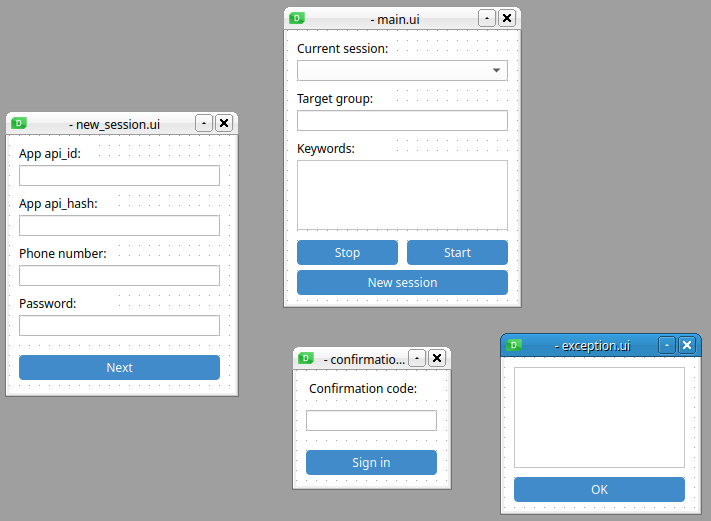 - new_session.ui
App api_id:
App api_hash:
Phone number:
Password:
Next
- main.ui
Current session:
Target group:
Keywords:
Stop
Start
New session
- confirmatio...
Confirmation code:
Sign in
- exception.ui
OK